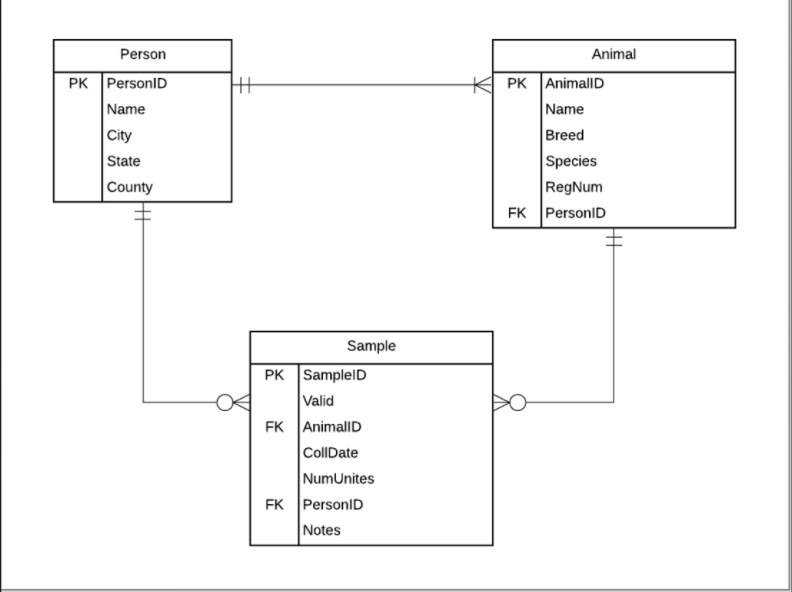 Person
PK PersonID
Name
City
State
County
Animal
PK AnimalID
Name
Breed
Species
RegNum
FK PersonID
Sample
PK SampleID
Valid
FK AnimalID
CollDate
NumUnites
FK PersonID
Notes